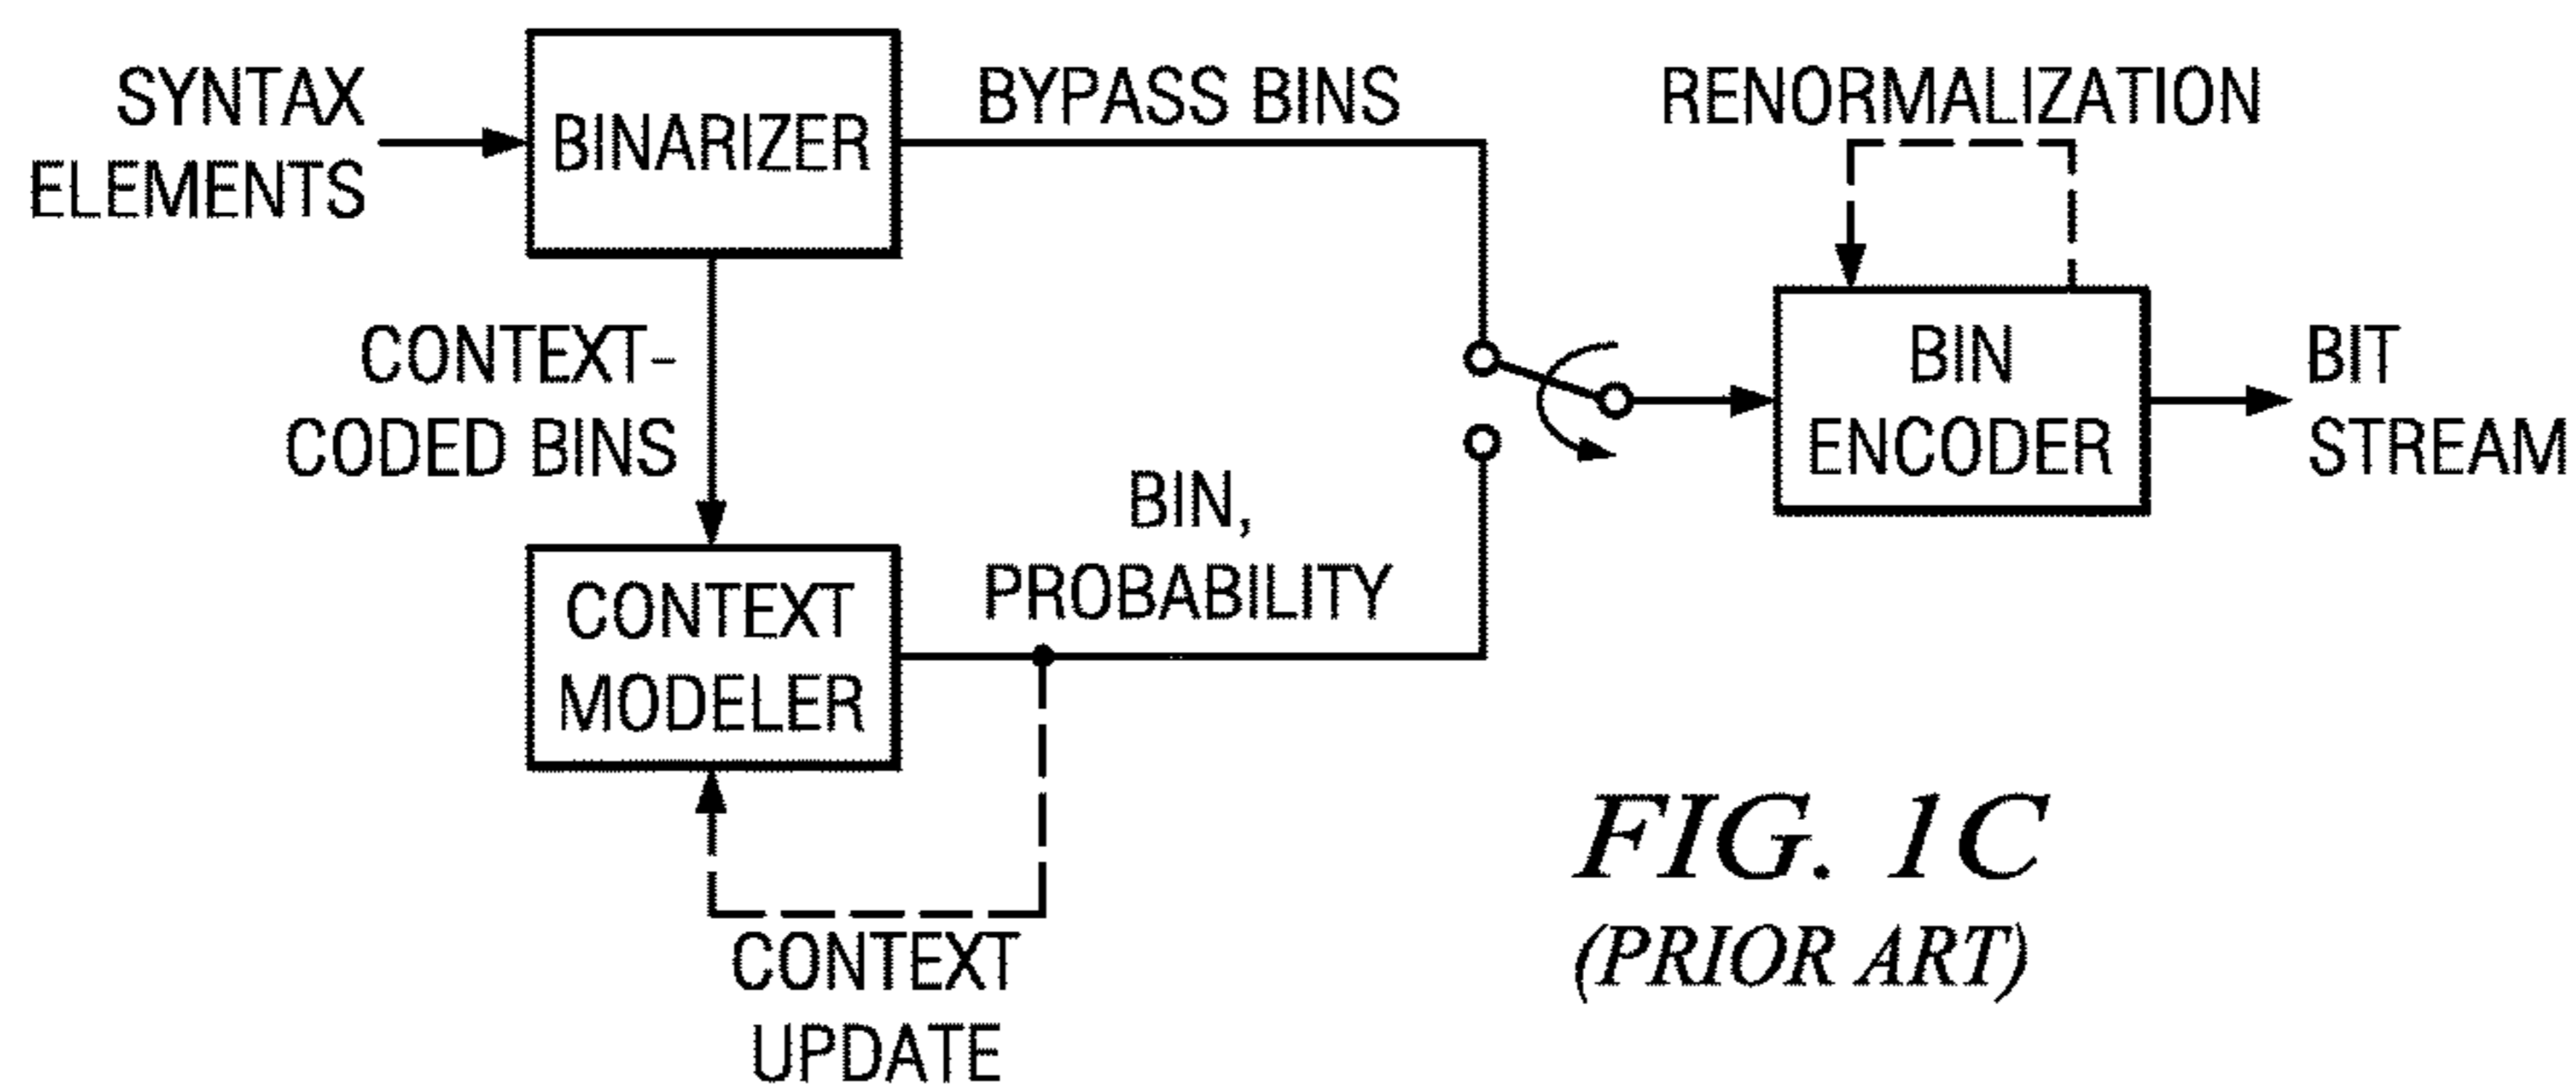 SYNTAX
ELEMENTS
BINARIZER
BYPASS BINS
RENORMALIZATION
CONTEXT-
CODED BINS
BIN
ENCODER
BIT
STREAM
BIN,
PROBABILITY
CONTEXT
MODELER
CONTEXT
UPDATE
FIG. 1C
(PRIOR ART)